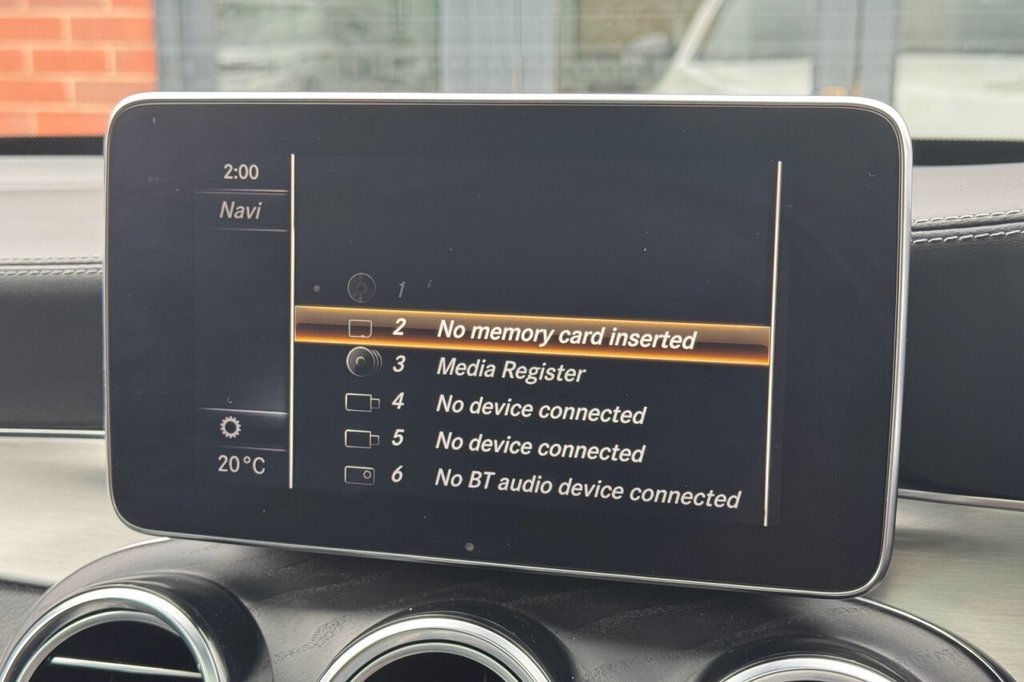 2:00
Navi
1
2 No memory card inserted
3 Media Register
4 No device connected
5 No device connected
6 No BT audio device connected
20°C